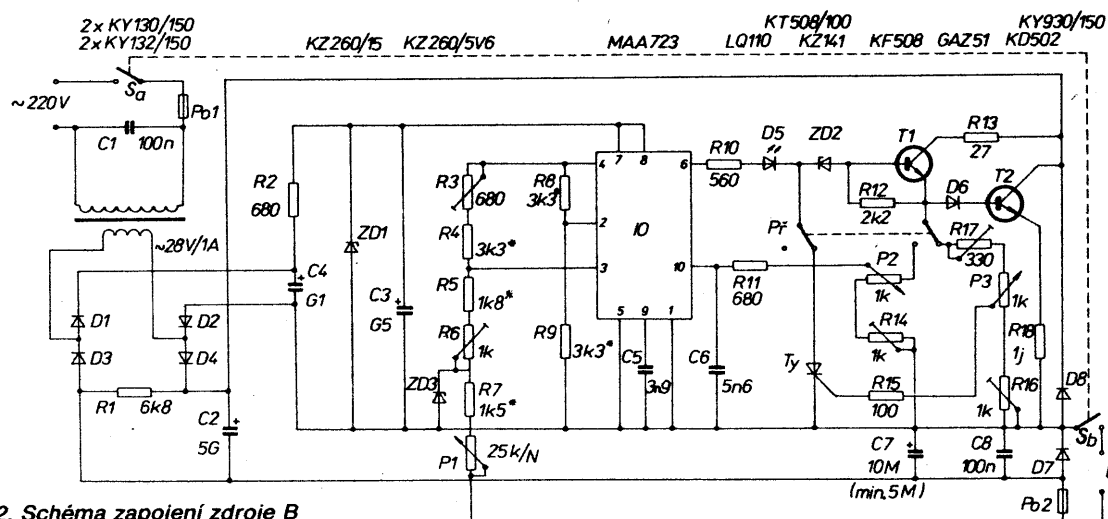 2 x KY130/150
2 x KY132/150
KZ260/15
KZ260/5V6
MAA723
LQ110
KT508/100
KZ141
KF508
GAZ51
KD502
KY930/150
Sa
Po1
~220V
C1
100n
~28V/1A
R2
680
ZD1
C4
G1
C3
G5
D1
D2
D3
D4
R1
6k8
C2
5G
R3
680
R4
3k3*
R5
1k8*
R6
1k
ZD3
R7
1k5*
P1
25k/N
R8
3k3*
R9
3k3*
IO
4
7
8
6
2
3
10
5
9
1
C5
3n9
C6
5n6
R10
560
R11
680
D5
ZD2
Př
Ty
R12
2k2
T1
R13
27
D6
T2
R17
330
P2
1k
P3
1k
R14
1k
R15
100
R16
1k
R18
1j
D8
Sb
C7
10M
(min. 5M)
C8
100n
D7
Po2
2. Schéma zapojení zdroje B